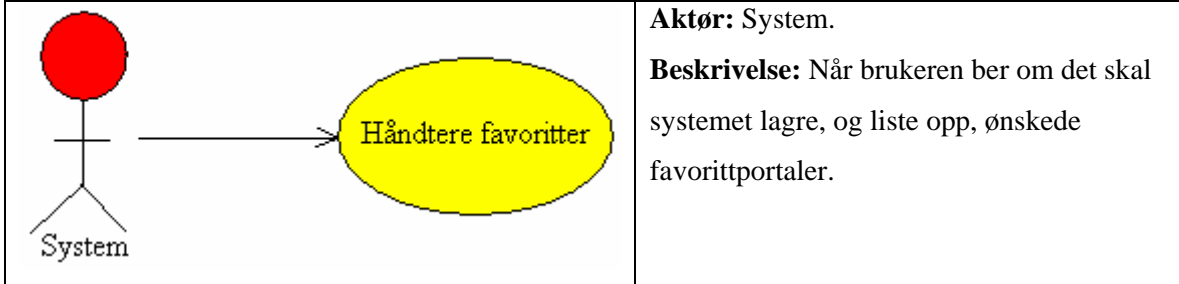 Håndtere favoritter
System
Aktør: System.
Beskrivelse: Når brukeren ber om det skal
systemet lagre, og liste opp, ønskede
favorittportaler.